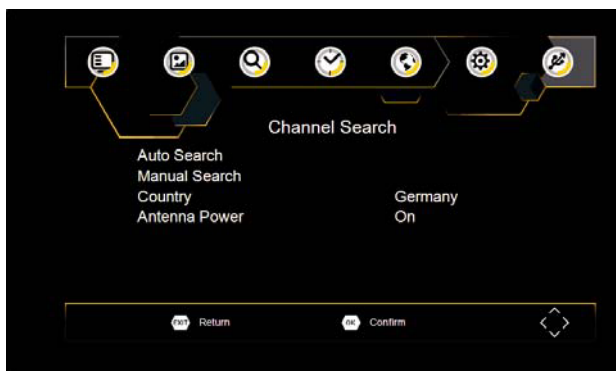 Channel Search
Auto Search
Manual Search
Country Germany
Antenna Power On
EXIT Return OK Confirm